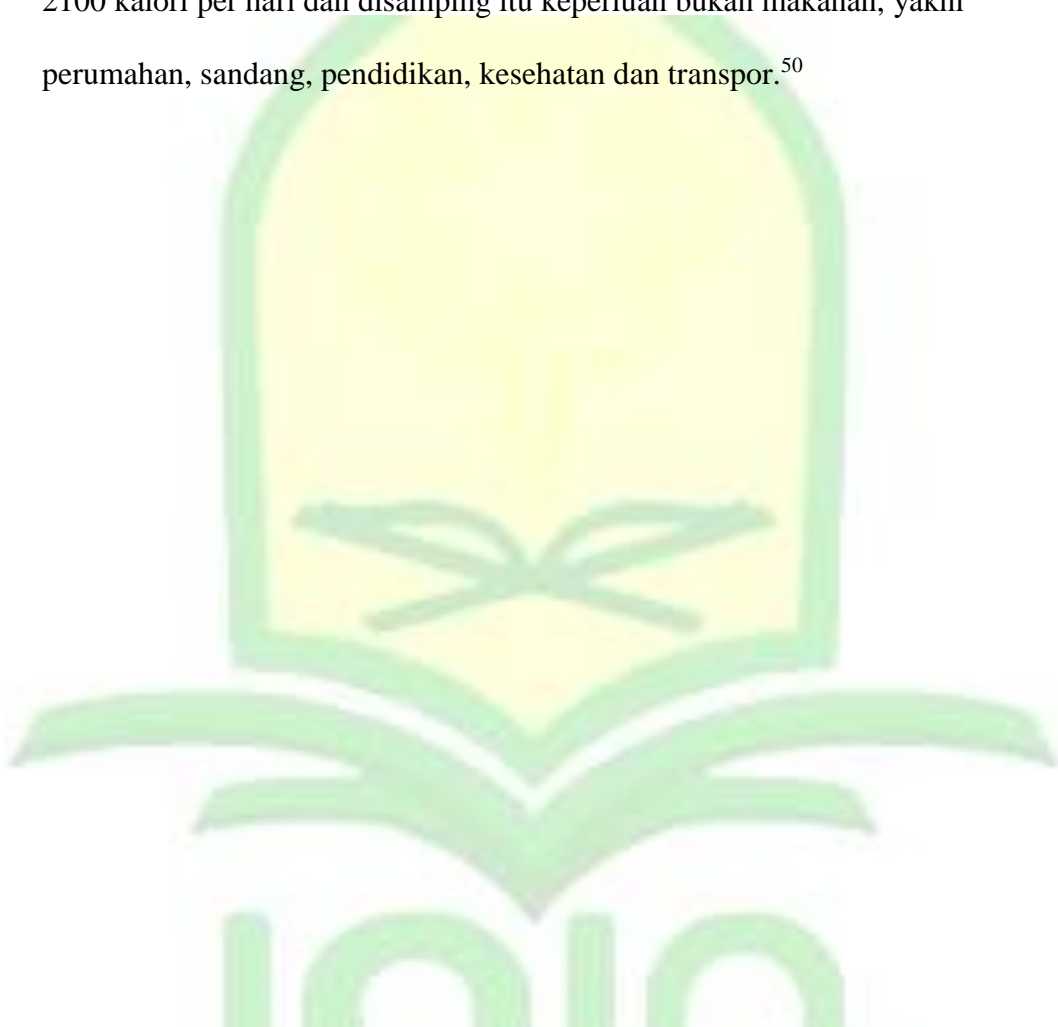 2100 kalori per hari dan disamping itu keperluan bukan makanan, yakni
perumahan, sandang, pendidikan, kesehatan dan transpor.50